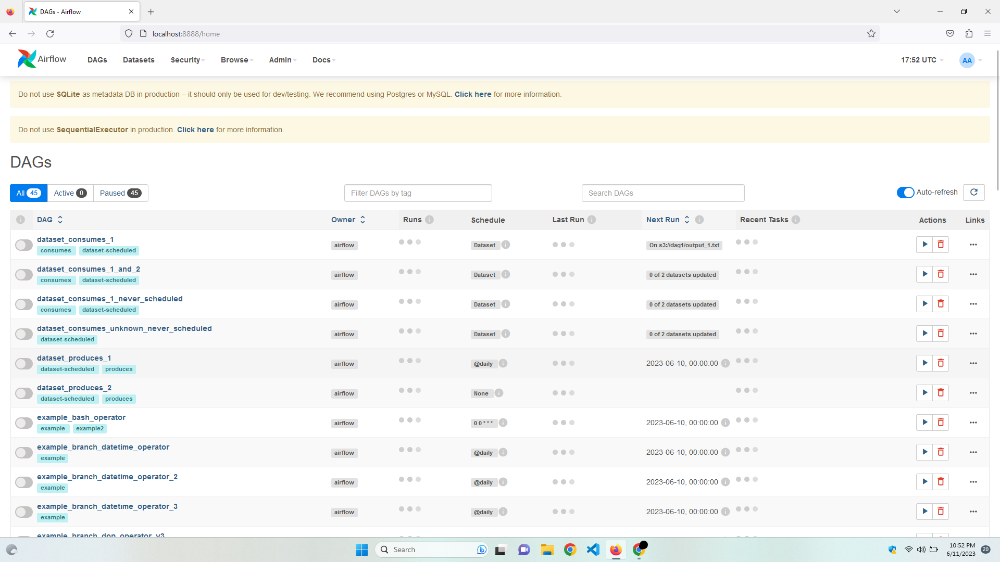 DAGs - Airflow
localhost:8888/home
Airflow DAGs Datasets Security Browse Admin Docs 17:52 UTC AA
Do not use SQLite as metadata DB in production – it should only be used for dev/testing. We recommend using Postgres or MySQL. Click here for more information.
Do not use SequentialExecutor in production. Click here for more information.
DAGs
All 45 Active 0 Paused 45 Filter DAGs by tag Search DAGs Auto-refresh
DAG Owner Runs Schedule Last Run Next Run Recent Tasks Actions Links
dataset_consumes_1
consumes dataset-scheduled airflow Dataset On s3://dag1/output_1.txt
dataset_consumes_1_and_2
consumes dataset-scheduled airflow Dataset 0 of 2 datasets updated
dataset_consumes_1_never_scheduled
consumes dataset-scheduled airflow Dataset 0 of 2 datasets updated
dataset_consumes_unknown_never_scheduled
dataset-scheduled airflow Dataset 0 of 2 datasets updated
dataset_produces_1
dataset-scheduled produces airflow @daily 2023-06-10, 00:00:00
dataset_produces_2
dataset-scheduled produces airflow None
example_bash_operator
example example2 airflow 0 0 * * * 2023-06-10, 00:00:00
example_branch_datetime_operator
example airflow @daily 2023-06-10, 00:00:00
example_branch_datetime_operator_2
example airflow @daily 2023-06-10, 00:00:00
example_branch_datetime_operator_3
example airflow @daily 2023-06-10, 00:00:00
example_branch_dop_operator_v3
Search 10:52 PM
6/11/2023 20